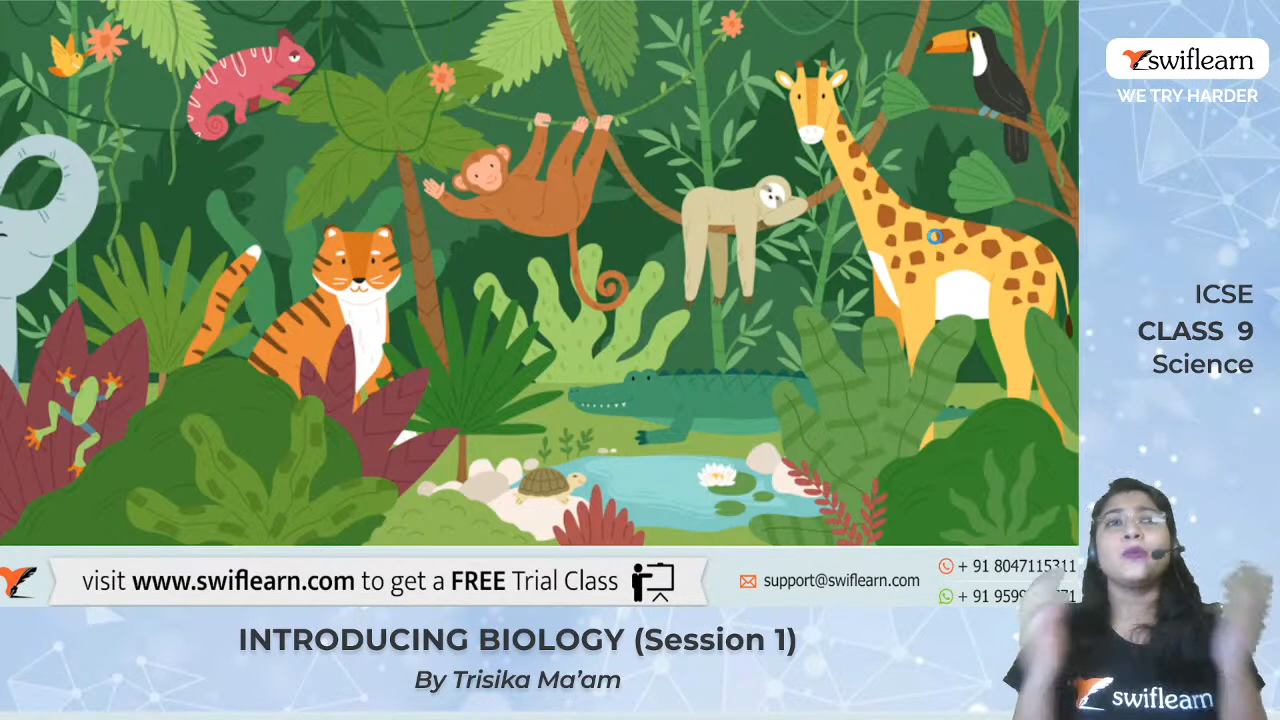 swiflearn
WE TRY HARDER
ICSE
CLASS 9
Science
visit www.swiflearn.com to get a FREE Trial Class
support@swiflearn.com
+ 91 8047115311
+ 91
INTRODUCING BIOLOGY (Session 1)
By Trisika Ma'am
swiflearn